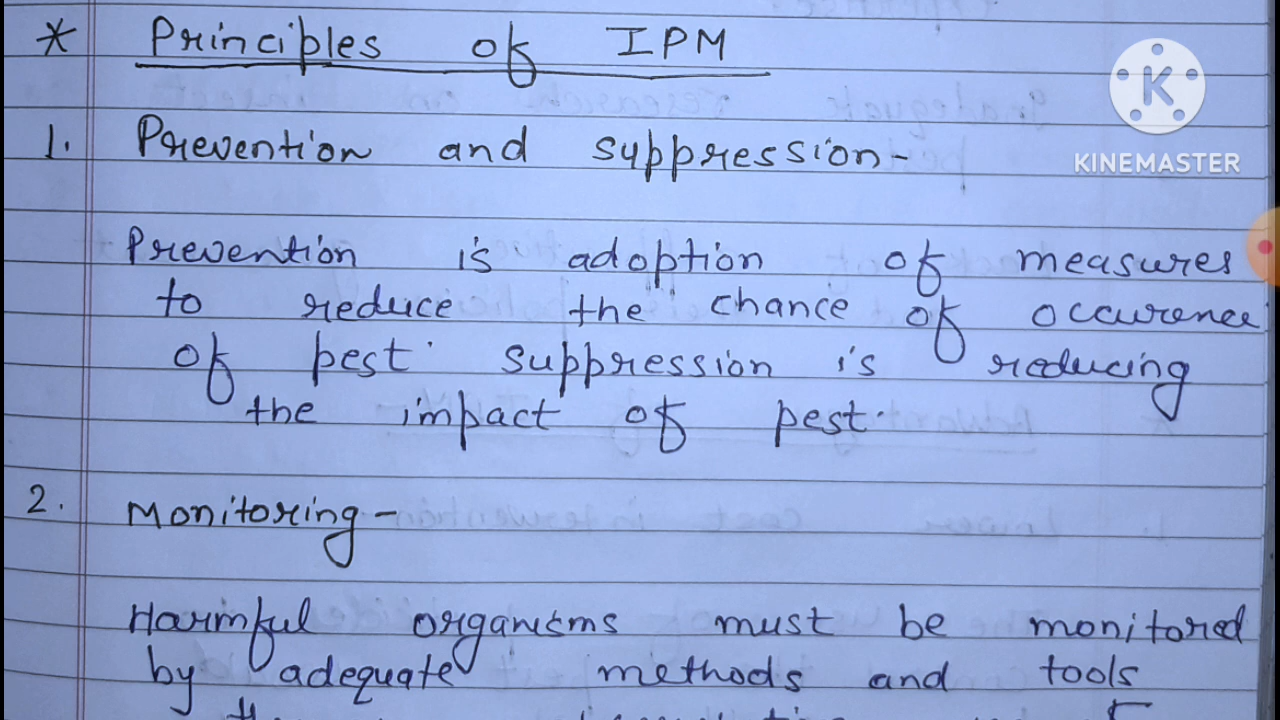 * Principles of IPM
1. Prevention and suppression-
Prevention is adoption of measures
to reduce the chance of occurence
of pest. suppression is reducing
the impact of pest.
2. Monitoring-
Harmful organisms must be monitored
by adequate methods and tools
K
KINEMASTER